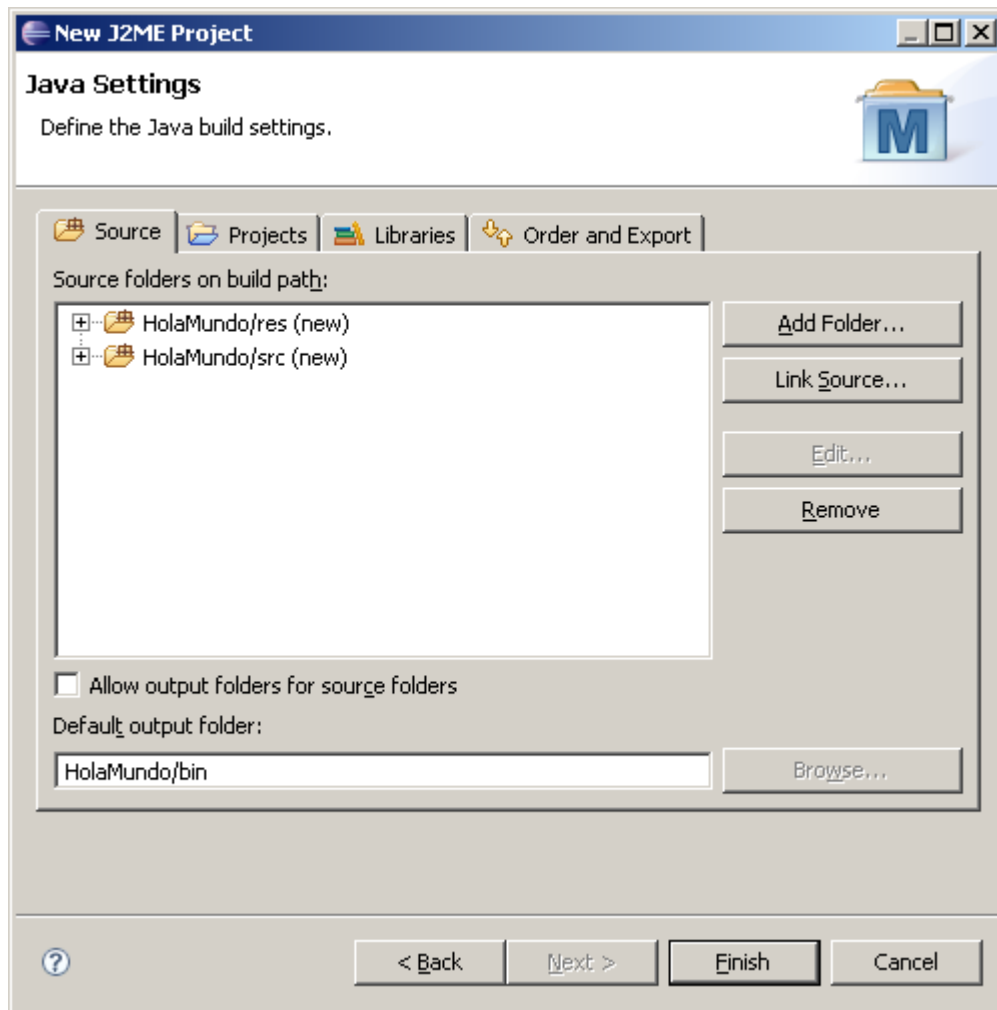 New J2ME Project
Java Settings
Define the Java build settings.
M
Source Projects Libraries Order and Export
Source folders on build path:
HolaMundo/res (new)
HolaMundo/src (new)
Add Folder...
Link Source...
Edit...
Remove
Allow output folders for source folders
Default output folder:
HolaMundo/bin
Browse...
?
< Back
Next >
Finish
Cancel